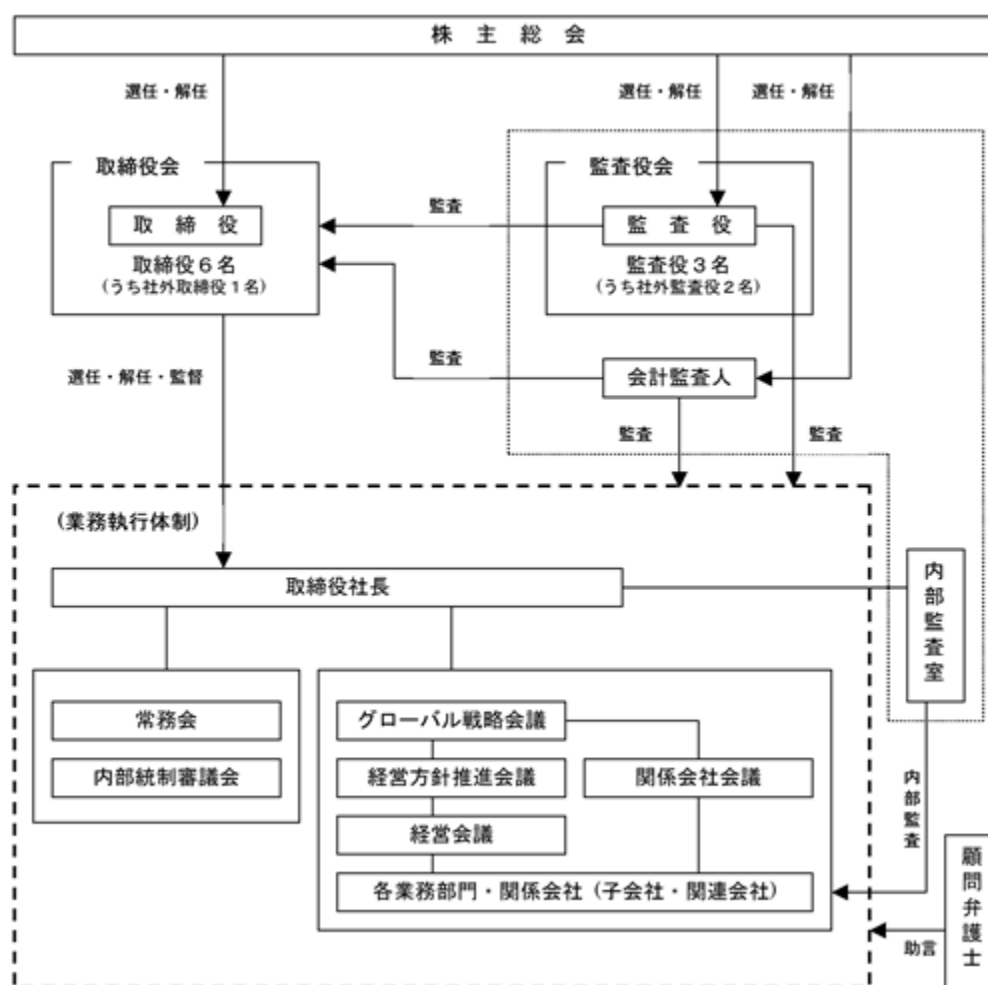 株主総会
選任・解任
選任・解任
選任・解任
取締役会
監査役会
取締役
監査
監査役
取締役6名
(うち社外取締役1名)
監査役3名
(うち社外監査役2名)
監査
選任・解任・監督
会計監査人
監査
監査
(業務執行体制)
取締役社長
内部監査室
常務会
グローバル戦略会議
内部統制審議会
経営方針推進会議
関係会社会議
内部監査
経営会議
各業務部門・関係会社(子会社・関連会社)
顧問弁護士
助言